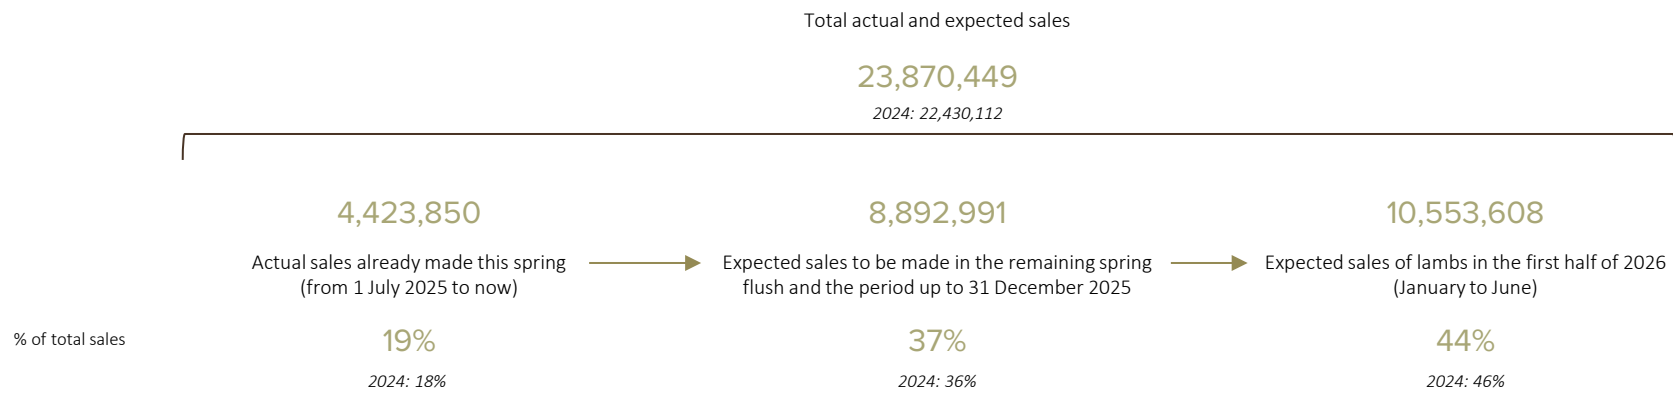 Total actual and expected sales
23,870,449
2024: 22,430,112
4,423,850
Actual sales already made this spring
(from 1 July 2025 to now)
8,892,991
Expected sales to be made in the remaining spring
flush and the period up to 31 December 2025
10,553,608
Expected sales of lambs in the first half of 2026
(January to June)
% of total sales
19%
2024: 18%
37%
2024: 36%
44%
2024: 46%